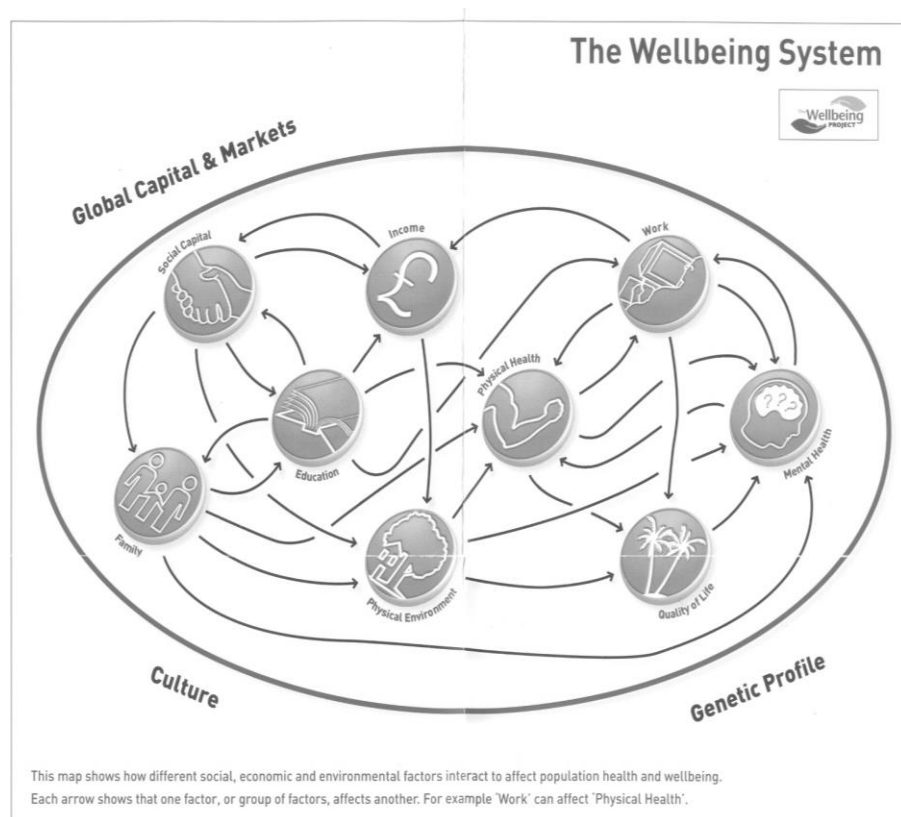 The Wellbeing System
The Wellbeing
PROJECT
Global Capital & Markets
Social Capital
Income
£
Work
Physical Health
Education
Mental Health
? ? ?
Family
Physical Environment
Quality of Life
Culture
Genetic Profile
This map shows how different social, economic and environmental factors interact to affect population health and wellbeing.
Each arrow shows that one factor, or group of factors, affects another. For example ‘Work’ can affect ‘Physical Health’.